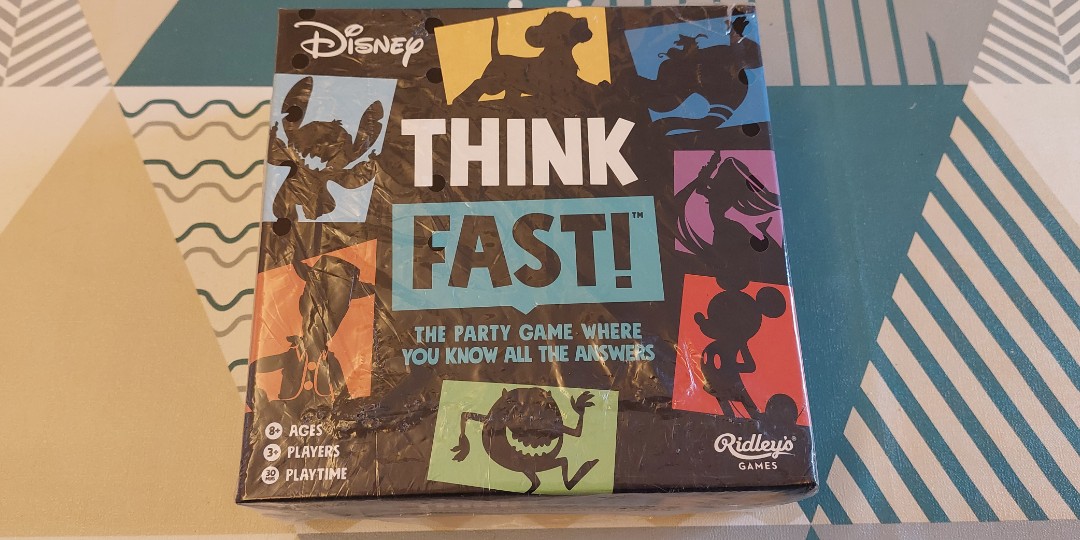 Disney
THINK
FAST!™
THE PARTY GAME WHERE
YOU KNOW ALL THE ANSWERS
8+ AGES
3+ PLAYERS
30 MIN PLAYTIME
Ridley's®
GAMES